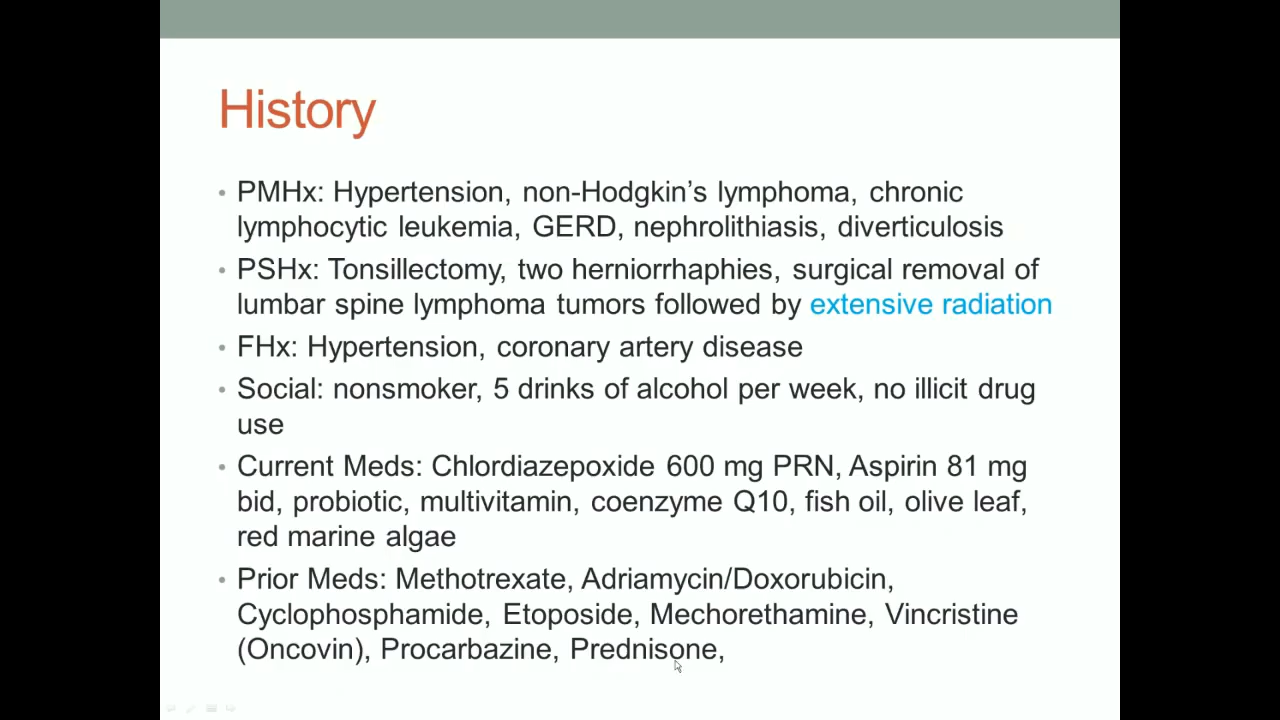 History
• PMHx: Hypertension, non-Hodgkin’s lymphoma, chronic
lymphocytic leukemia, GERD, nephrolithiasis, diverticulosis
• PSHx: Tonsillectomy, two herniorrhaphies, surgical removal of
lumbar spine lymphoma tumors followed by extensive radiation
• FHx: Hypertension, coronary artery disease
• Social: nonsmoker, 5 drinks of alcohol per week, no illicit drug
use
• Current Meds: Chlordiazepoxide 600 mg PRN, Aspirin 81 mg
bid, probiotic, multivitamin, coenzyme Q10, fish oil, olive leaf,
red marine algae
• Prior Meds: Methotrexate, Adriamycin/Doxorubicin,
Cyclophosphamide, Etoposide, Mechorethamine, Vincristine
(Oncovin), Procarbazine, Prednisone,